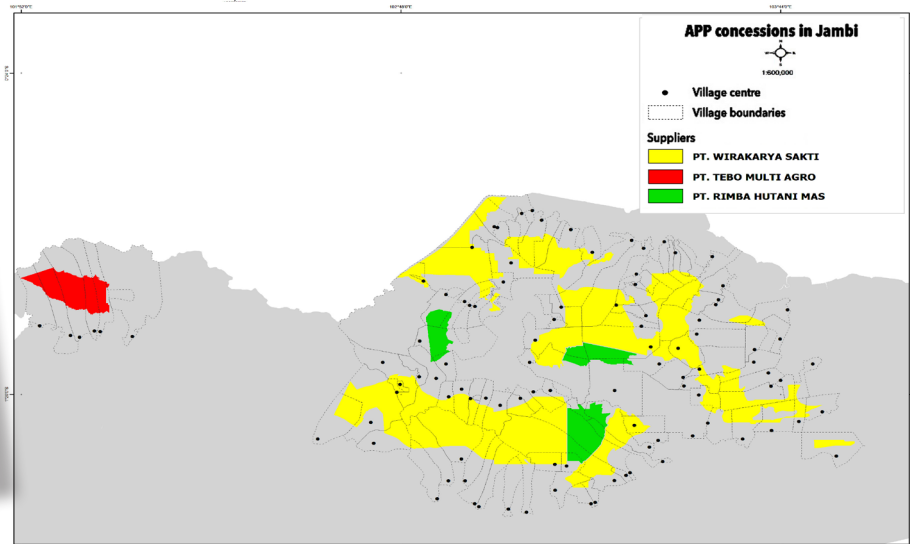 APP concessions in Jambi
N
S
1:600,000
Village centre
Village boundaries
Suppliers
PT. WIRAKARYA SAKTI
PT. TEBO MULTI AGRO
PT. RIMBA HUTANI MAS